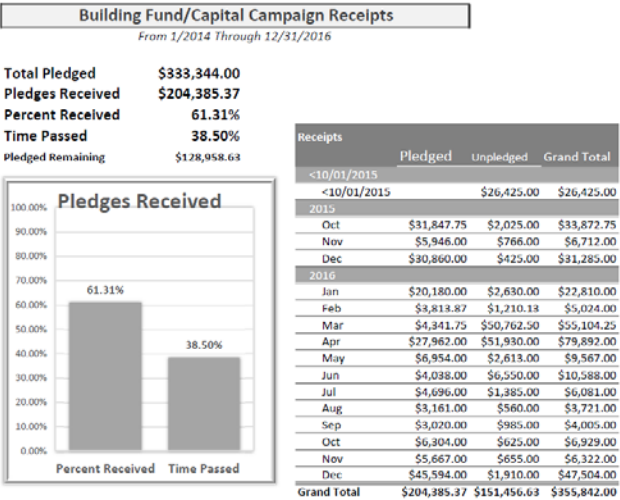 Building Fund/Capital Campaign Receipts
From 1/2014 Through 12/31/2016
Total Pledged $333,344.00
Pledges Received $204,385.37
Percent Received 61.31%
Time Passed 38.50%
Pledged Remaining $128,958.63
Pledges Received
100.00%
90.00%
80.00%
70.00%
60.00%
50.00%
40.00%
30.00%
20.00%
10.00%
0.00%
61.31%
38.50%
Percent Received Time Passed
Receipts
Pledged Unpledged Grand Total
<10/01/2015
<10/01/2015 $26,425.00 $26,425.00
2015
Oct $31,847.75 $2,025.00 $33,872.75
Nov $5,946.00 $766.00 $6,712.00
Dec $30,860.00 $425.00 $31,285.00
2016
Jan $20,180.00 $2,630.00 $22,810.00
Feb $3,813.87 $1,210.13 $5,024.00
Mar $4,341.75 $50,762.50 $55,104.25
Apr $27,962.00 $51,930.00 $79,892.00
May $6,954.00 $2,613.00 $9,567.00
Jun $4,038.00 $6,550.00 $10,588.00
Jul $4,696.00 $1,385.00 $6,081.00
Aug $3,161.00 $560.00 $3,721.00
Sep $3,020.00 $985.00 $4,005.00
Oct $6,304.00 $625.00 $6,929.00
Nov $5,667.00 $655.00 $6,322.00
Dec $45,594.00 $1,910.00 $47,504.00
Grand Total $204,385.37 $151,456.63 $355,842.00